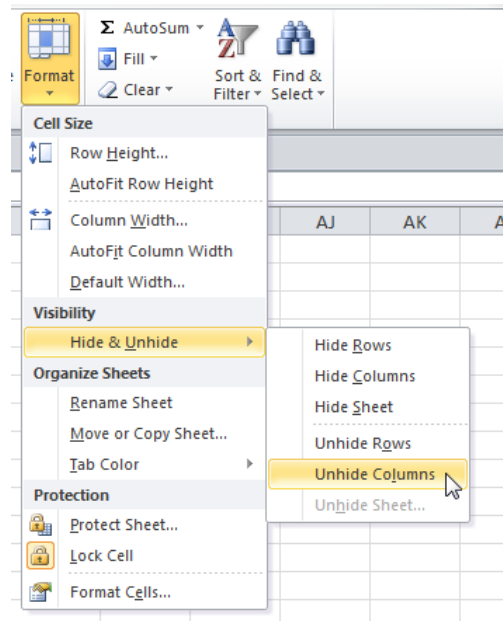 Format
Σ AutoSum
Fill
Clear
Sort &
Filter
Find &
Select
Cell Size
Row Height...
AutoFit Row Height
Column Width...
AutoFit Column Width
Default Width...
Visibility
Hide & Unhide
Organize Sheets
Rename Sheet
Move or Copy Sheet...
Tab Color
Protection
Protect Sheet...
Lock Cell
Format Cells...
AJ AK
Hide Rows
Hide Columns
Hide Sheet
Unhide Rows
Unhide Columns
Unhide Sheet...